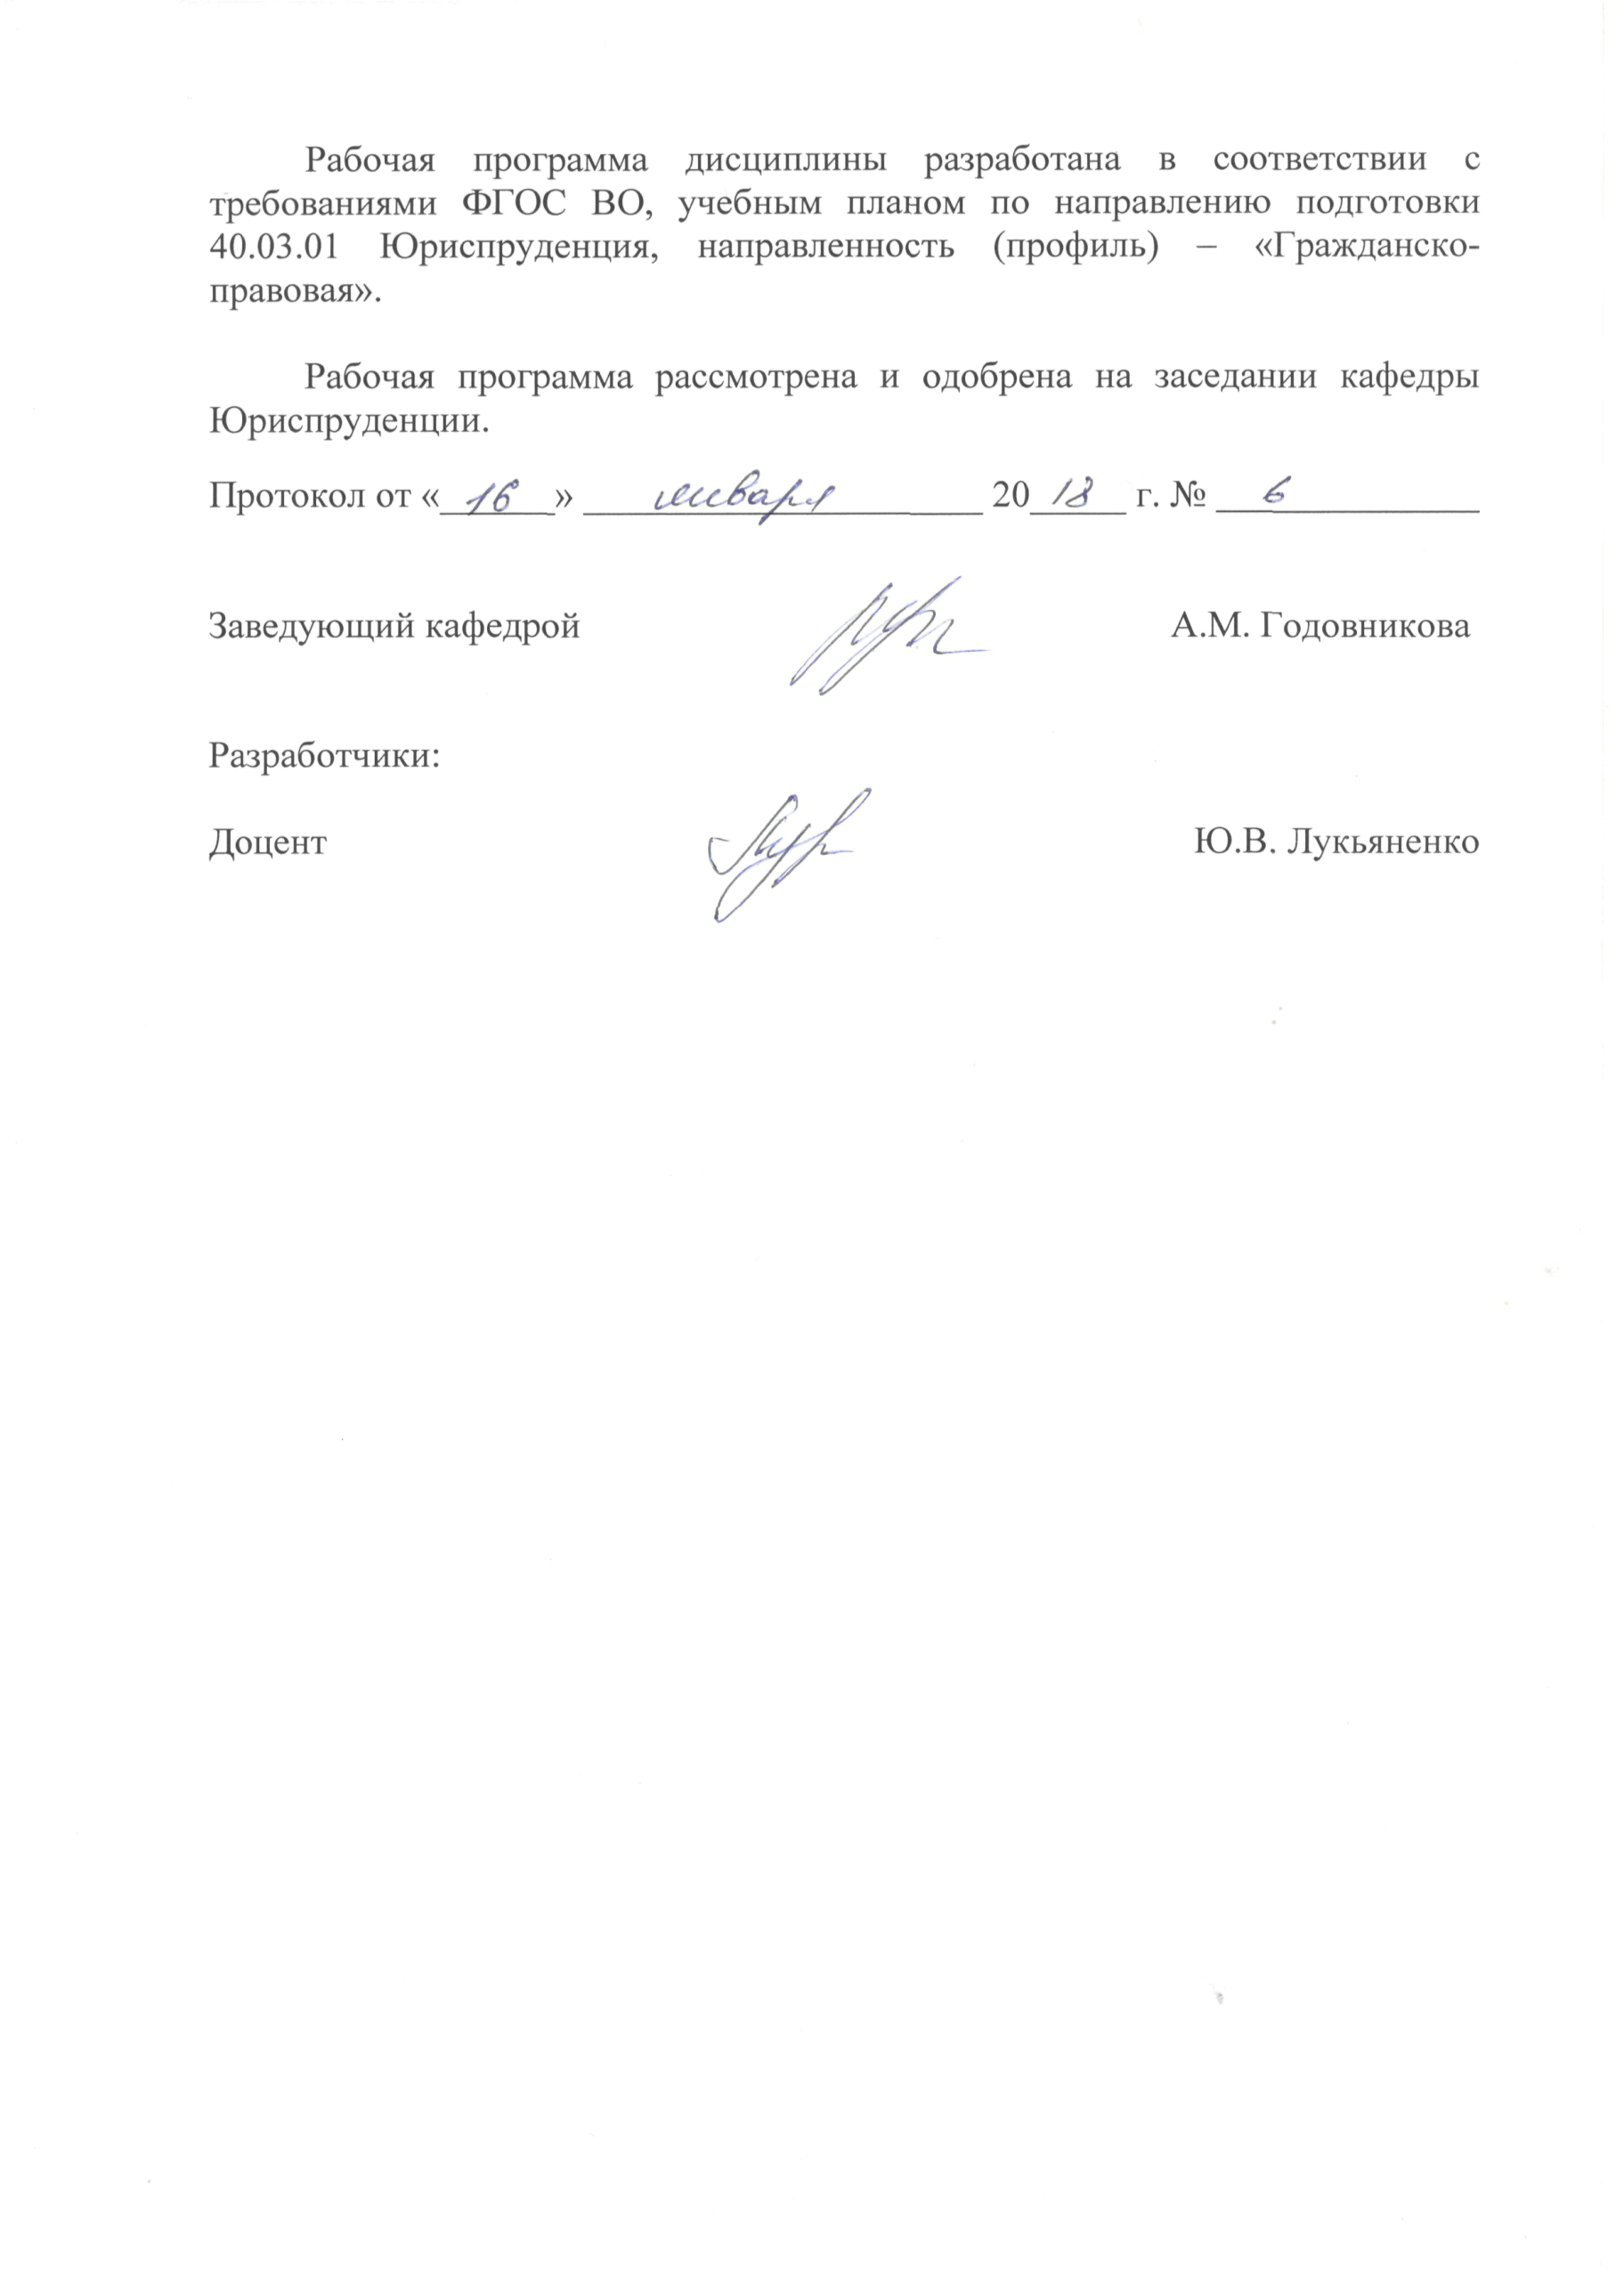 Рабочая программа дисциплины разработана в соответствии с
требованиями ФГОС ВО, учебным планом по направлению подготовки
40.03.01 Юриспруденция, направленность (профиль) – «Гражданско-
правовая».
Рабочая программа рассмотрена и одобрена на заседании кафедры
Юриспруденции.
Протокол от «16» января 2018 г. № 6
Заведующий кафедрой А.М. Годовникова
Разработчики:
Доцент Ю.В. Лукьяненко